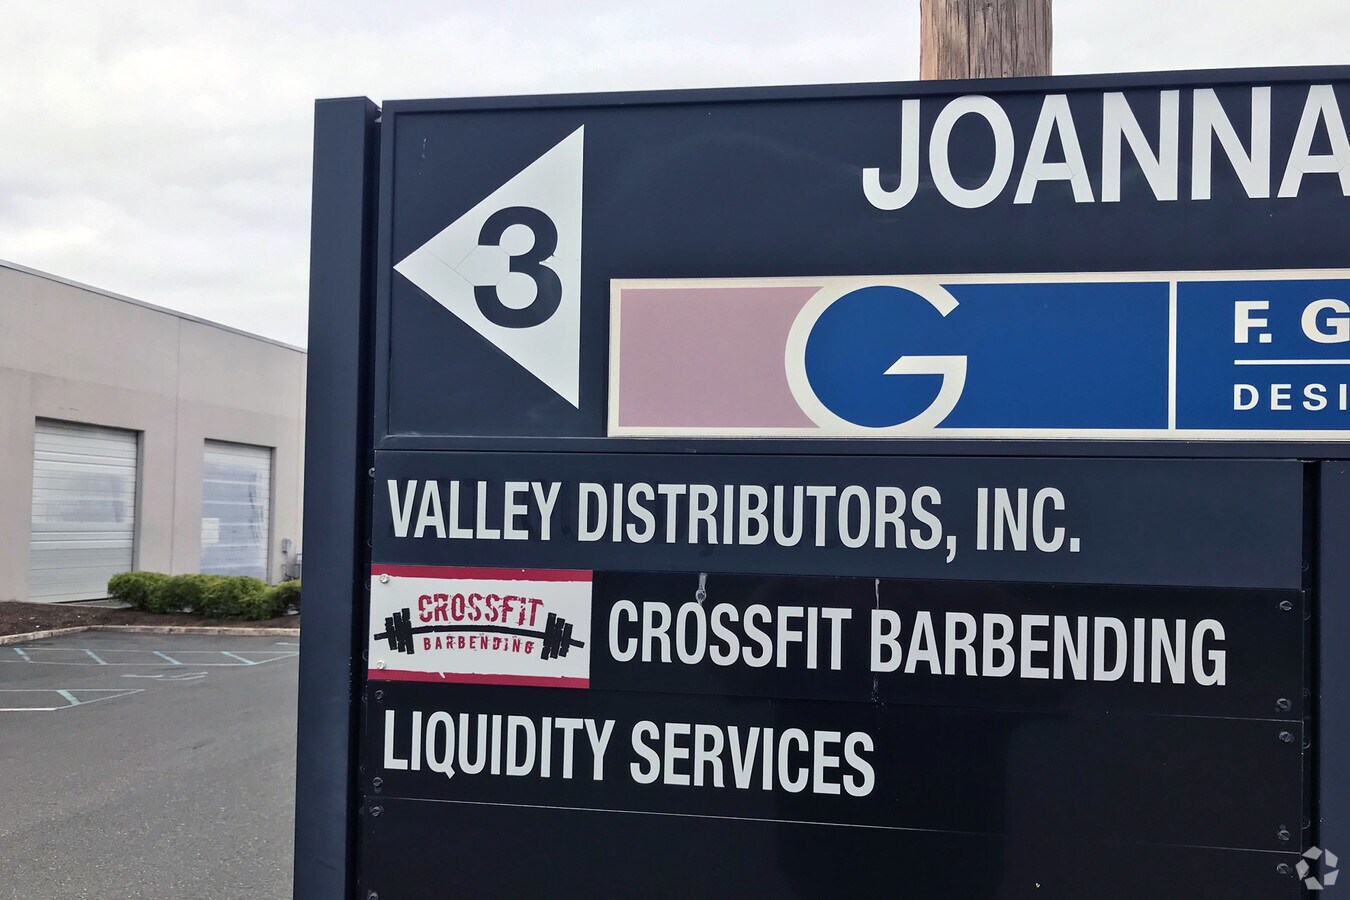 JOANNA
3
G
F. G
DESI
VALLEY DISTRIBUTORS, INC.
CROSSFIT
BARBENDING
CROSSFIT BARBENDING
LIQUIDITY SERVICES